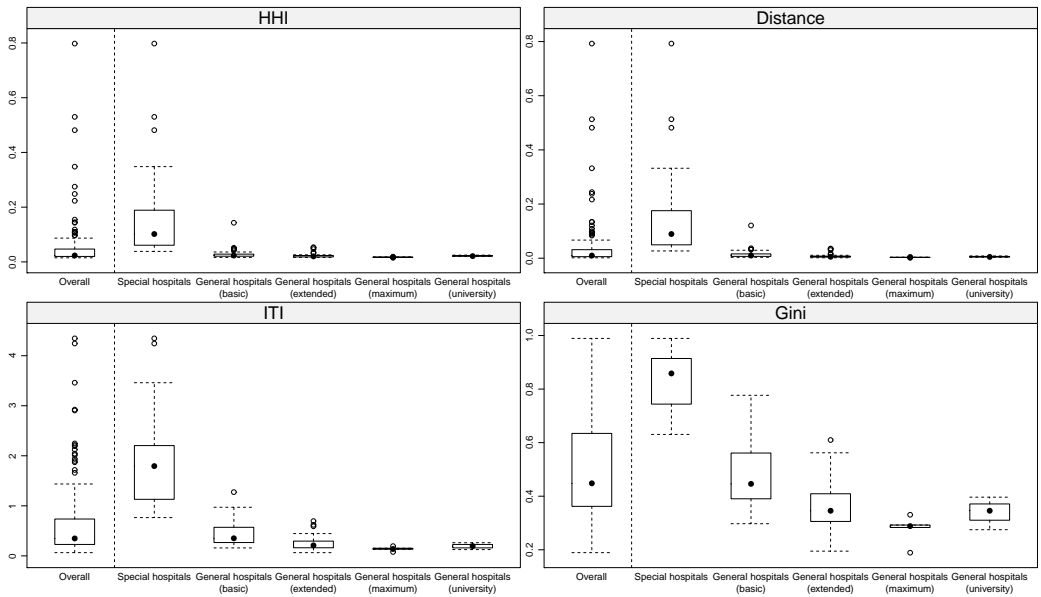 HHI
0.8
0.6
0.4
0.2
0.0
Overall
Special hospitals
General hospitals
(basic)
General hospitals
(extended)
General hospitals
(maximum)
General hospitals
(university)
Distance
0.8
0.6
0.4
0.2
0.0
Overall
Special hospitals
General hospitals
(basic)
General hospitals
(extended)
General hospitals
(maximum)
General hospitals
(university)
ITI
4
3
2
1
0
Overall
Special hospitals
General hospitals
(basic)
General hospitals
(extended)
General hospitals
(maximum)
General hospitals
(university)
Gini
1.0
0.8
0.6
0.4
0.2
Overall
Special hospitals
General hospitals
(basic)
General hospitals
(extended)
General hospitals
(maximum)
General hospitals
(university)